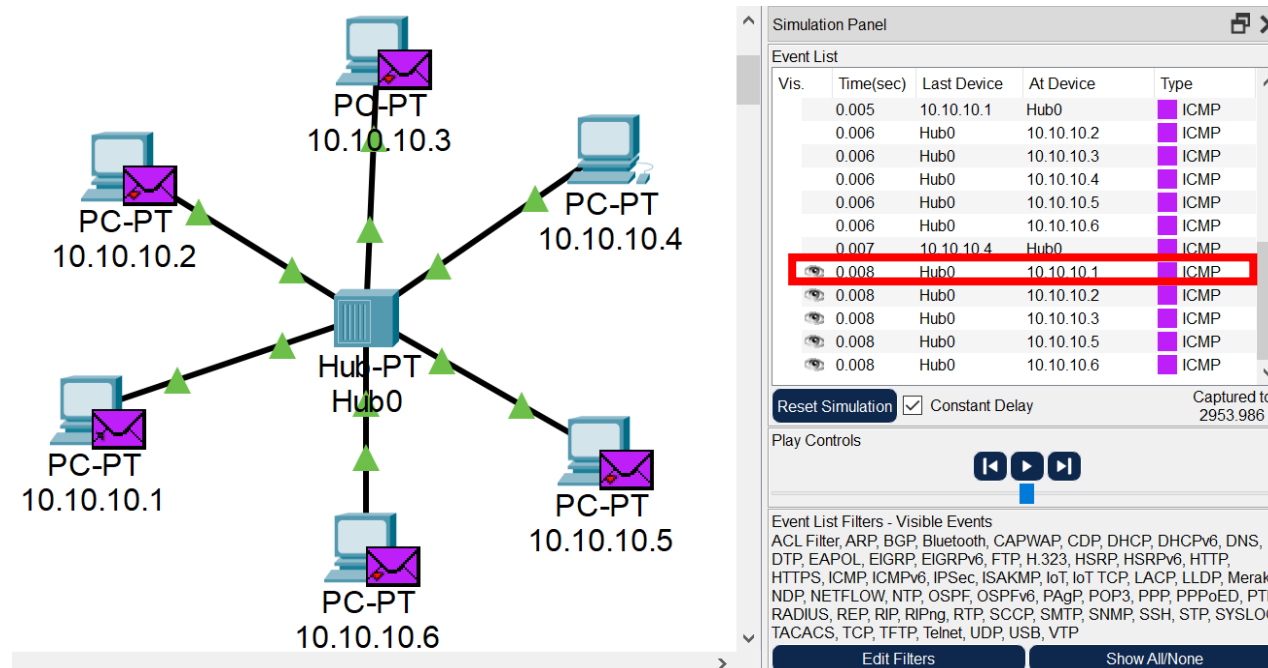 PC-PT
10.10.10.3
PC-PT
10.10.10.2
PC-PT
10.10.10.4
Hub-PT
Hub0
PC-PT
10.10.10.1
PC-PT
10.10.10.5
PC-PT
10.10.10.6
Simulation Panel
Event List
Vis. Time(sec) Last Device At Device Type
0.005 10.10.10.1 Hub0 ICMP
0.006 Hub0 10.10.10.2 ICMP
0.006 Hub0 10.10.10.3 ICMP
0.006 Hub0 10.10.10.4 ICMP
0.006 Hub0 10.10.10.5 ICMP
0.006 Hub0 10.10.10.6 ICMP
0.007 10.10.10.4 Hub0 ICMP
0.008 Hub0 10.10.10.1 ICMP
0.008 Hub0 10.10.10.2 ICMP
0.008 Hub0 10.10.10.3 ICMP
0.008 Hub0 10.10.10.5 ICMP
0.008 Hub0 10.10.10.6 ICMP
Reset Simulation Constant Delay
Captured to
2953.986
Play Controls
Event List Filters - Visible Events
ACL Filter, ARP, BGP, Bluetooth, CAPWAP, CDP, DHCP, DHCPv6, DNS,
DTP, EAPOL, EIGRP, EIGRPv6, FTP, H.323, HSRP, HSRPv6, HTTP,
HTTPS, ICMP, ICMPv6, IPSec, ISAKMP, IoT, IoT TCP, LACP, LLDP, Merak
NDP, NETFLOW, NTP, OSPF, OSPFv6, PAgP, POP3, PPP, PPPoED, PT
RADIUS, REP, RIP, RIPng, RTP, SCCP, SMTP, SNMP, SSH, STP, SYSLO
TACACS, TCP, TFTP, Telnet, UDP, USB, VTP
Edit Filters Show All/None